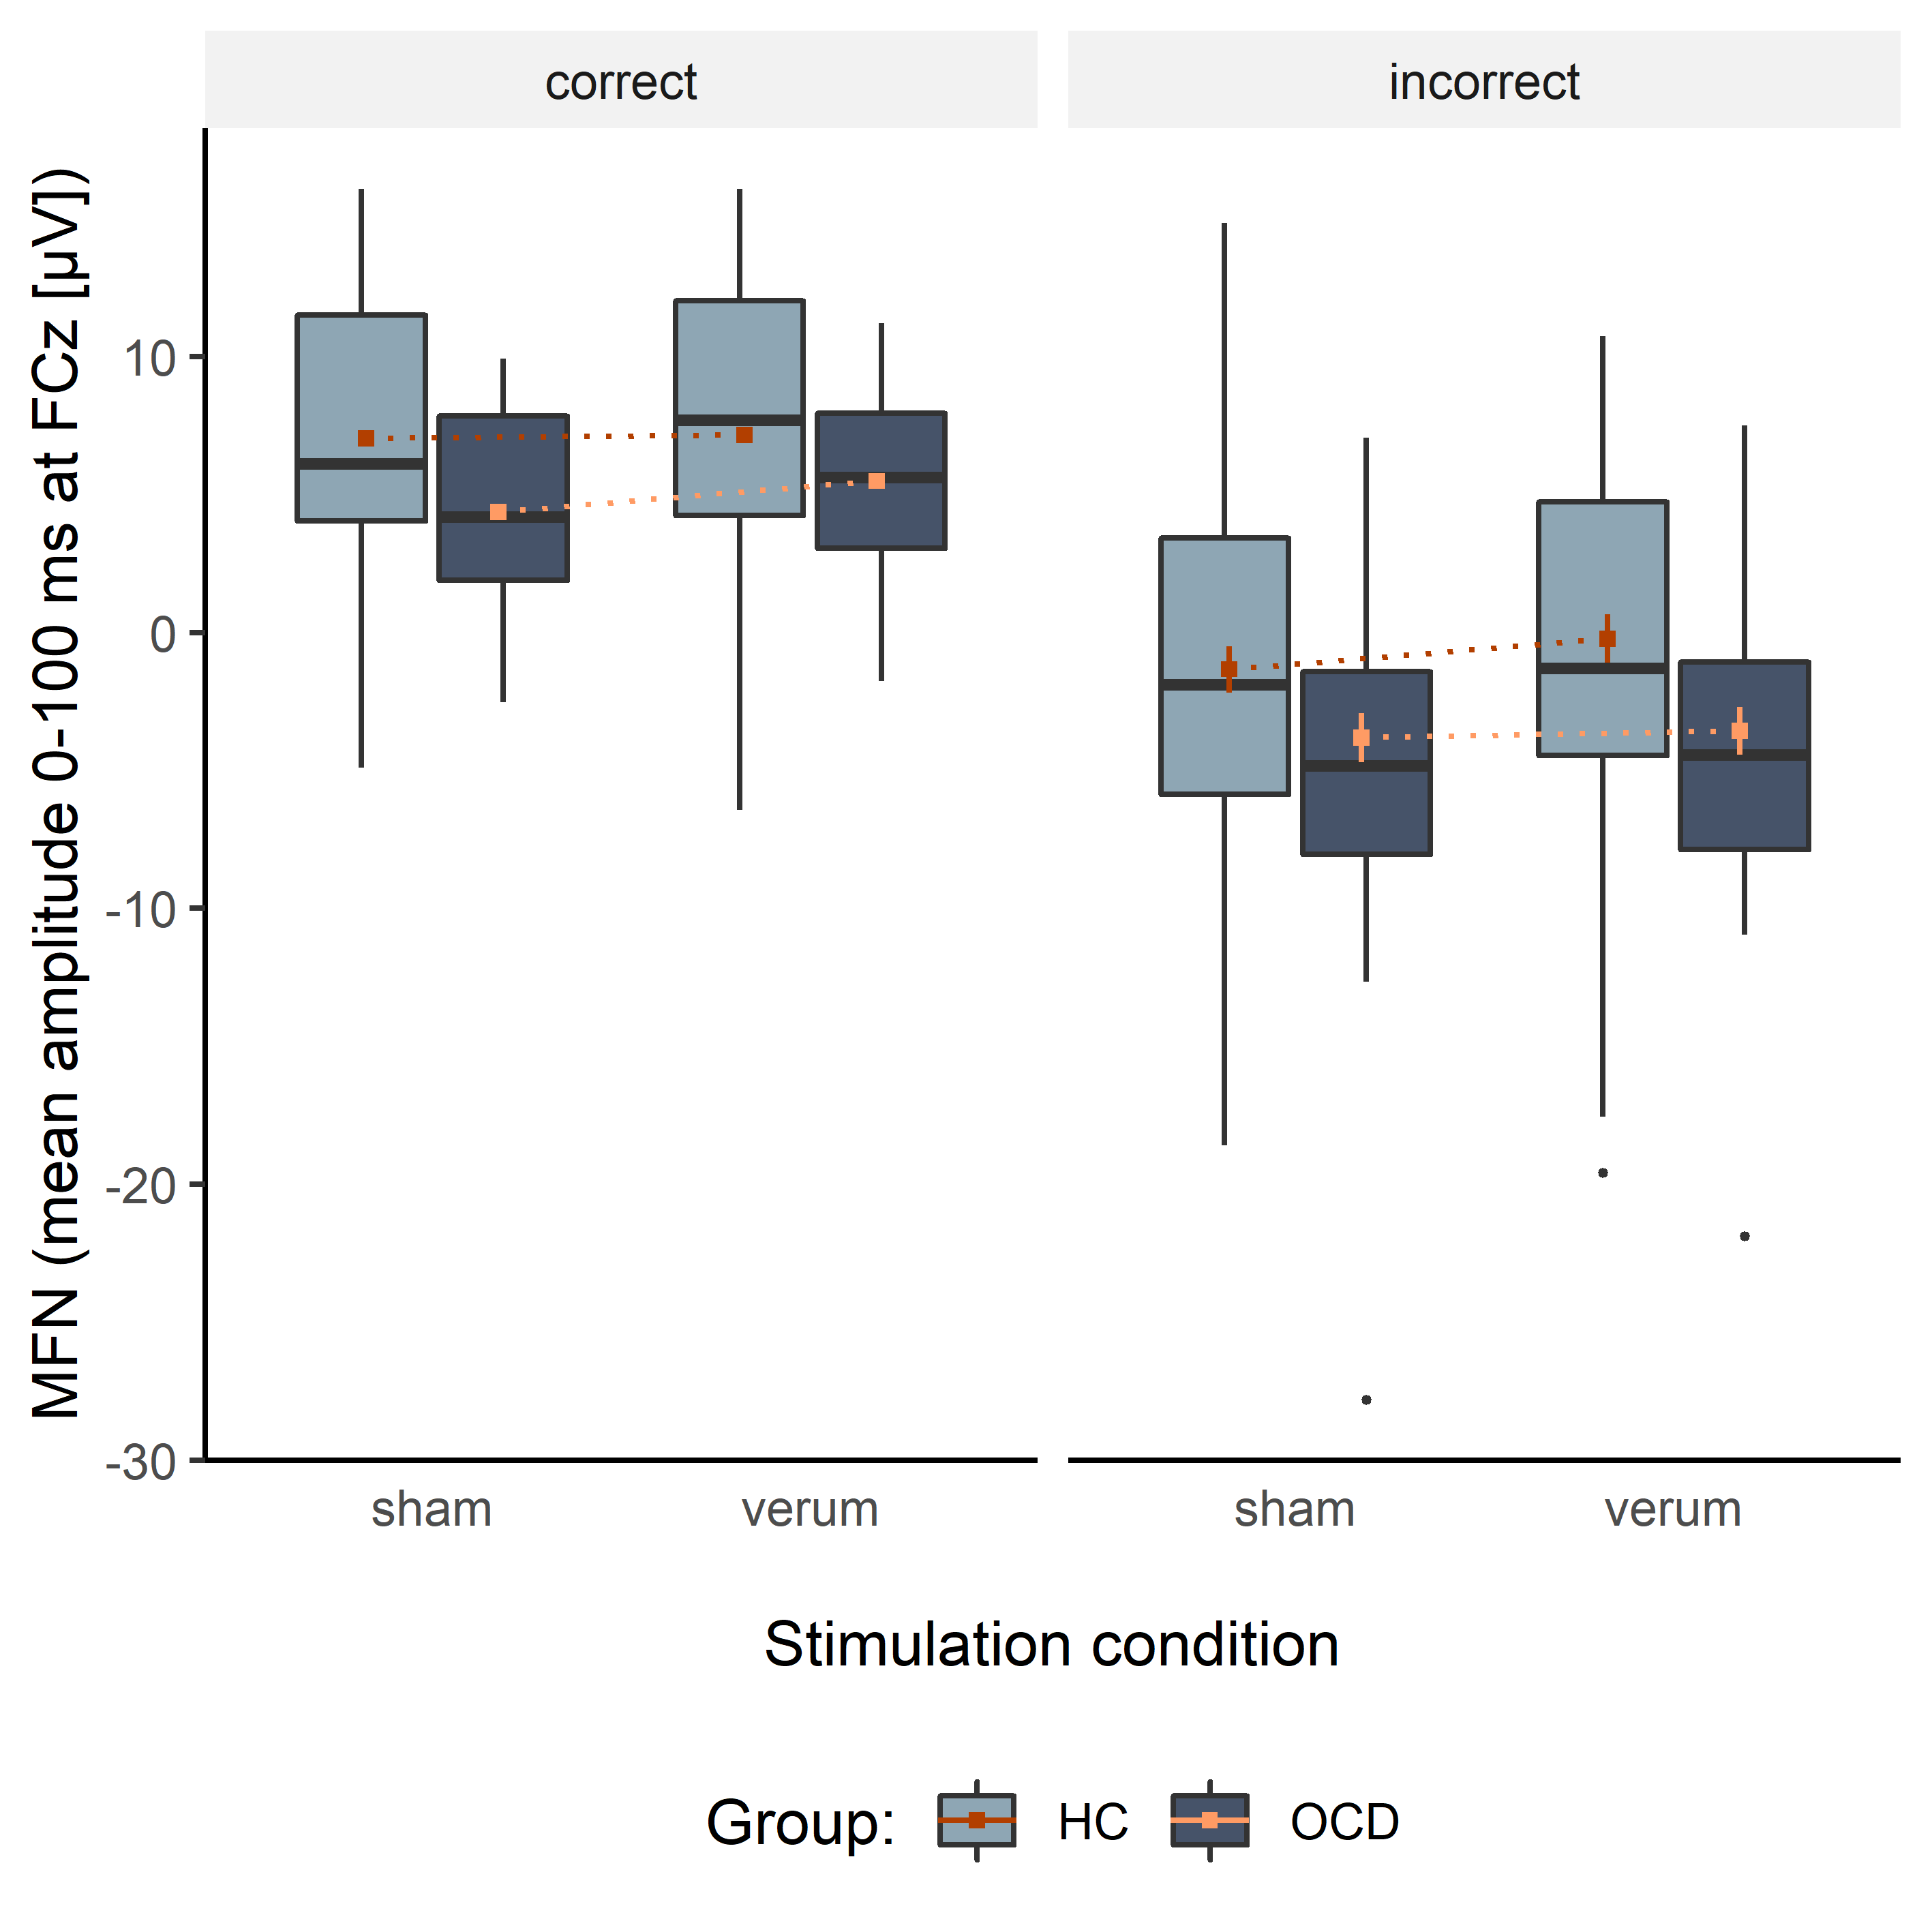 correct
incorrect
MFN (mean amplitude 0-100 ms at FCz [µV])
10
0
-10
-20
-30
sham
verum
sham
verum
Stimulation condition
Group:
HC
OCD